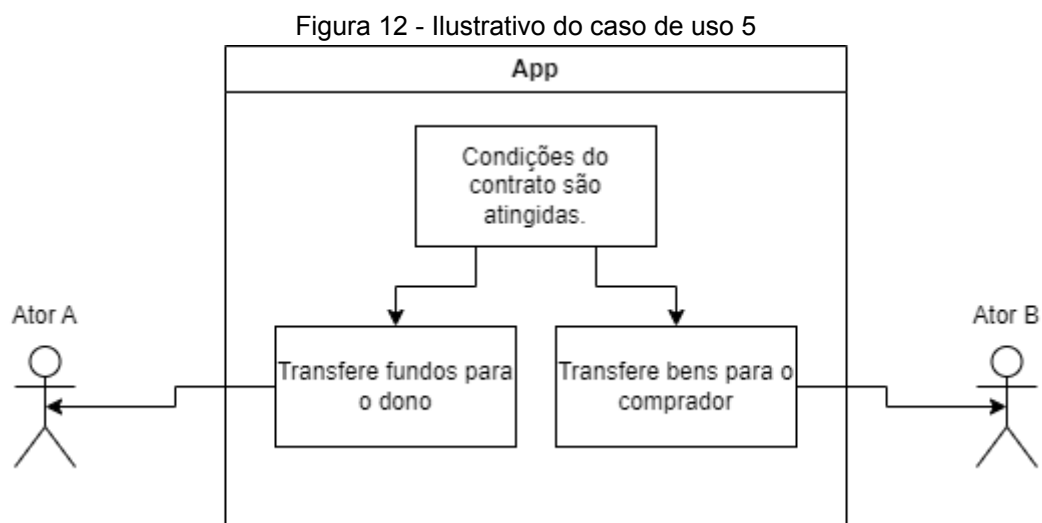 Figura 12 - Ilustrativo do caso de uso 5
App
Condições do
contrato são
atingidas.
Ator A
Ator B
Transfere fundos para
o dono
Transfere bens para o
comprador